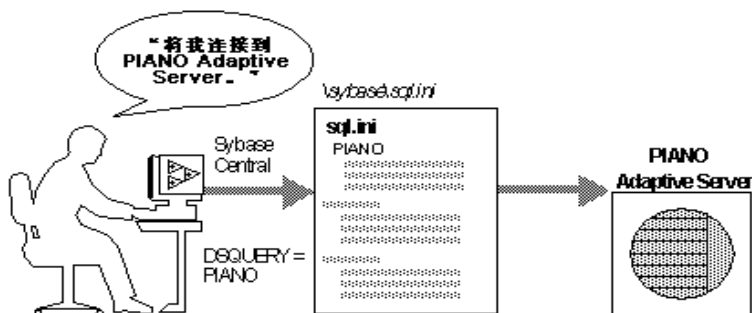 “将我连接到
PIANO Adaptive
Server。”
\sybase\sql.ini
sql.ini
PIANO
Sybase
Central
DSQUERY =
PIANO
PIANO
Adaptive Server